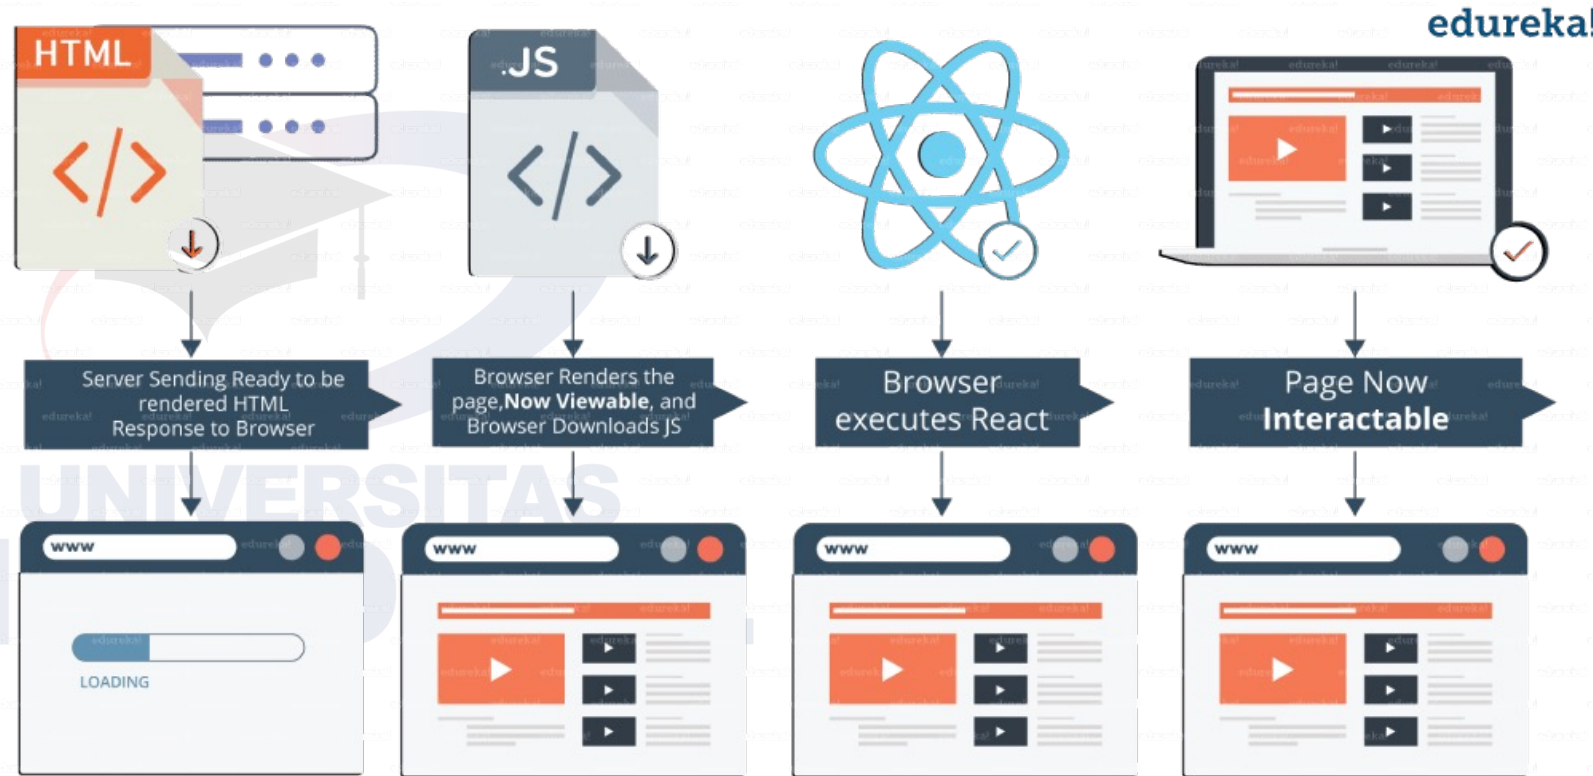 edureka!
HTML
.JS
Server Sending Ready to be
rendered HTML
Response to Browser
Browser Renders the
page,Now Viewable, and
Browser Downloads JS
Browser
executes React
Page Now
Interactable
UNIVERSITAS
www
LOADING
www
www
www